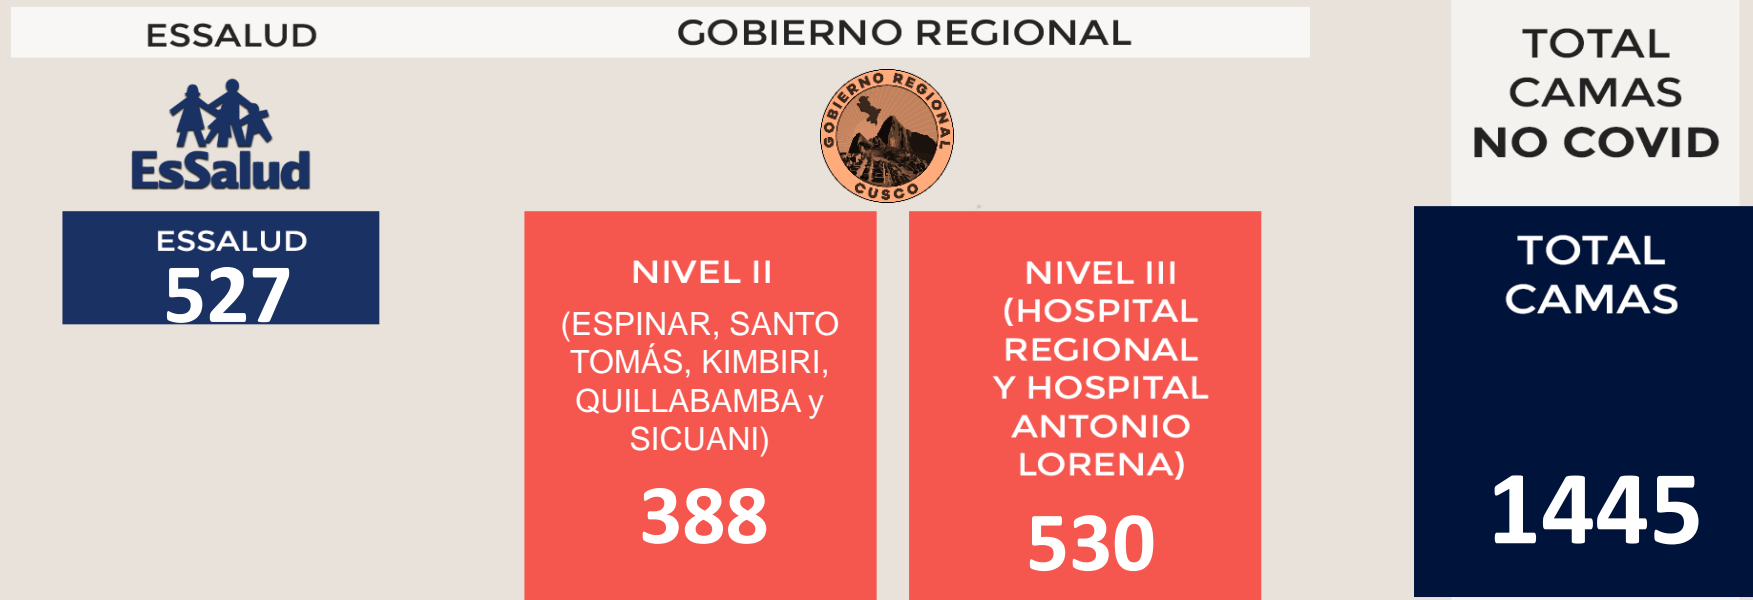 ESSALUD
GOBIERNO REGIONAL
EsSalud
GOBIERNO REGIONAL
CUSCO
ESSALUD
527
NIVEL II
(ESPINAR, SANTO
TOMÁS, KIMBIRI,
QUILLABAMBA y
SICUANI)
388
NIVEL III
(HOSPITAL
REGIONAL
Y HOSPITAL
ANTONIO
LORENA)
530
TOTAL
CAMAS
NO COVID
TOTAL
CAMAS
1445